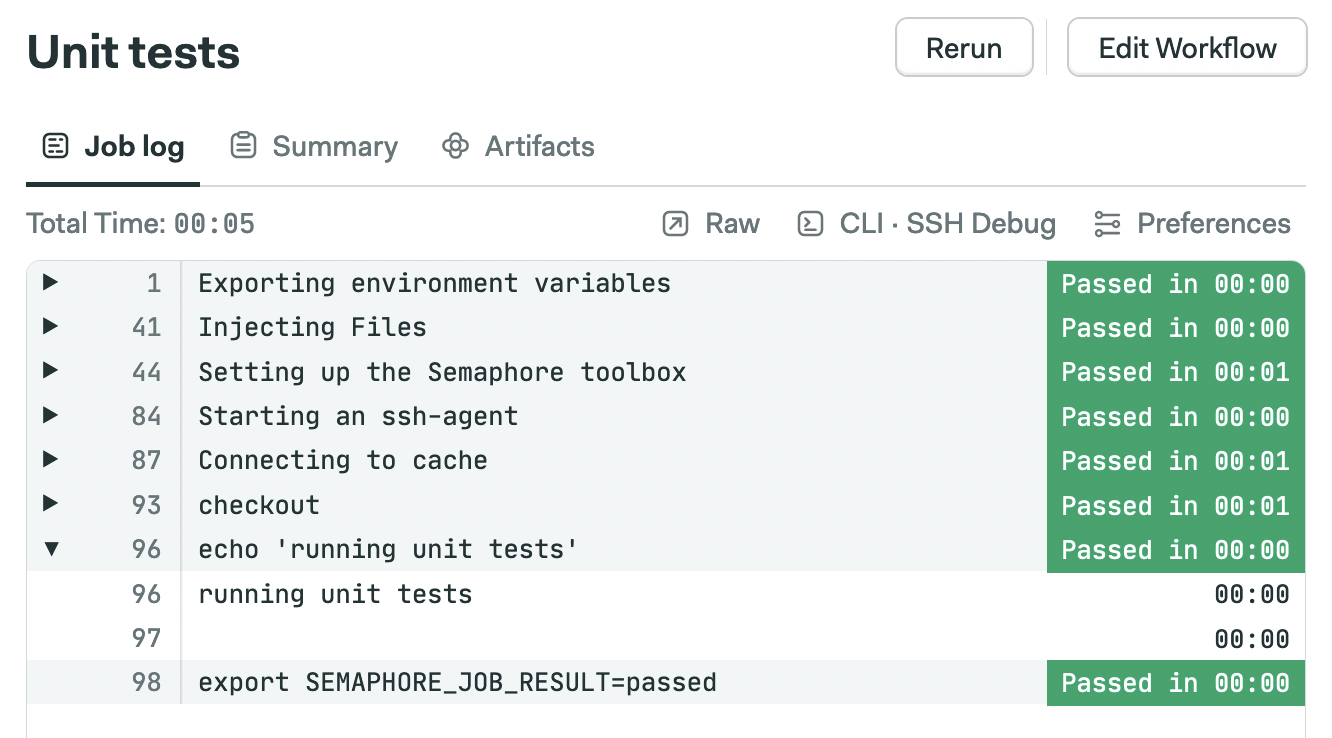 Unit tests
Rerun
Edit Workflow
Job log
Summary
Artifacts
Total Time: 00:05
Raw
CLI · SSH Debug
Preferences
1 Exporting environment variables Passed in 00:00
41 Injecting Files Passed in 00:00
44 Setting up the Semaphore toolbox Passed in 00:01
84 Starting an ssh-agent Passed in 00:00
87 Connecting to cache Passed in 00:01
93 checkout Passed in 00:01
96 echo 'running unit tests' Passed in 00:00
96 running unit tests 00:00
97 00:00
98 export SEMAPHORE_JOB_RESULT=passed Passed in 00:00